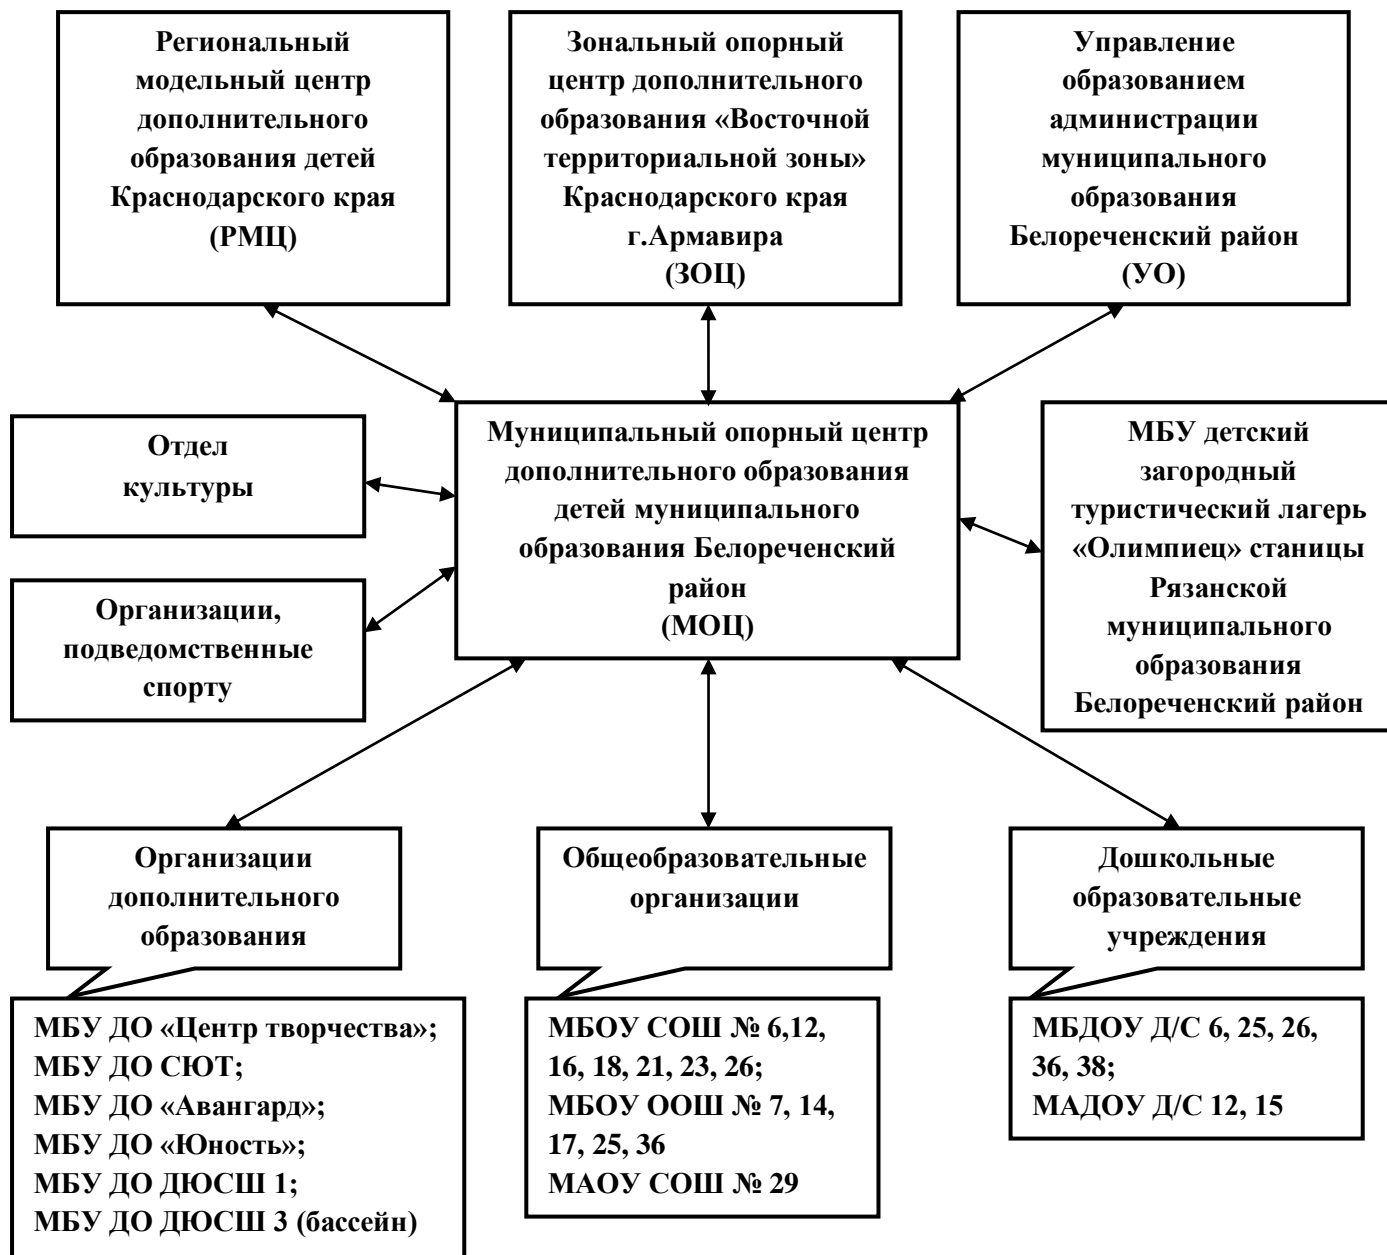 Региональный
модельный центр
дополнительного
образования детей
Краснодарского края
(РМЦ)
Зональный опорный
центр дополнительного
образования «Восточной
территориальной зоны»
Краснодарского края
г.Армавира
(ЗОЦ)
Управление
образованием
администрации
муниципального
образования
Белореченский район
(УО)
Отдел
культуры
Организации,
подведомственные
спорту
Муниципальный опорный центр
дополнительного образования
детей муниципального
образования Белореченский
район
(МОЦ)
МБУ детский
загородный
туристический лагерь
«Олимпиец» станицы
Рязанской
муниципального
образования
Белореченский район
Организации
дополнительного
образования
Общеобразовательные
организации
Дошкольные
образовательные
учреждения
МБУ ДО «Центр творчества»;
МБУ ДО СЮТ;
МБУ ДО «Авангард»;
МБУ ДО «Юность»;
МБУ ДО ДЮСШ 1;
МБУ ДО ДЮСШ 3 (бассейн)
МБОУ СОШ № 6,12,
16, 18, 21, 23, 26;
МБОУ ООШ № 7, 14,
17, 25, 36
МАОУ СОШ № 29
МБДОУ Д/С 6, 25, 26,
36, 38;
МАДОУ Д/С 12, 15